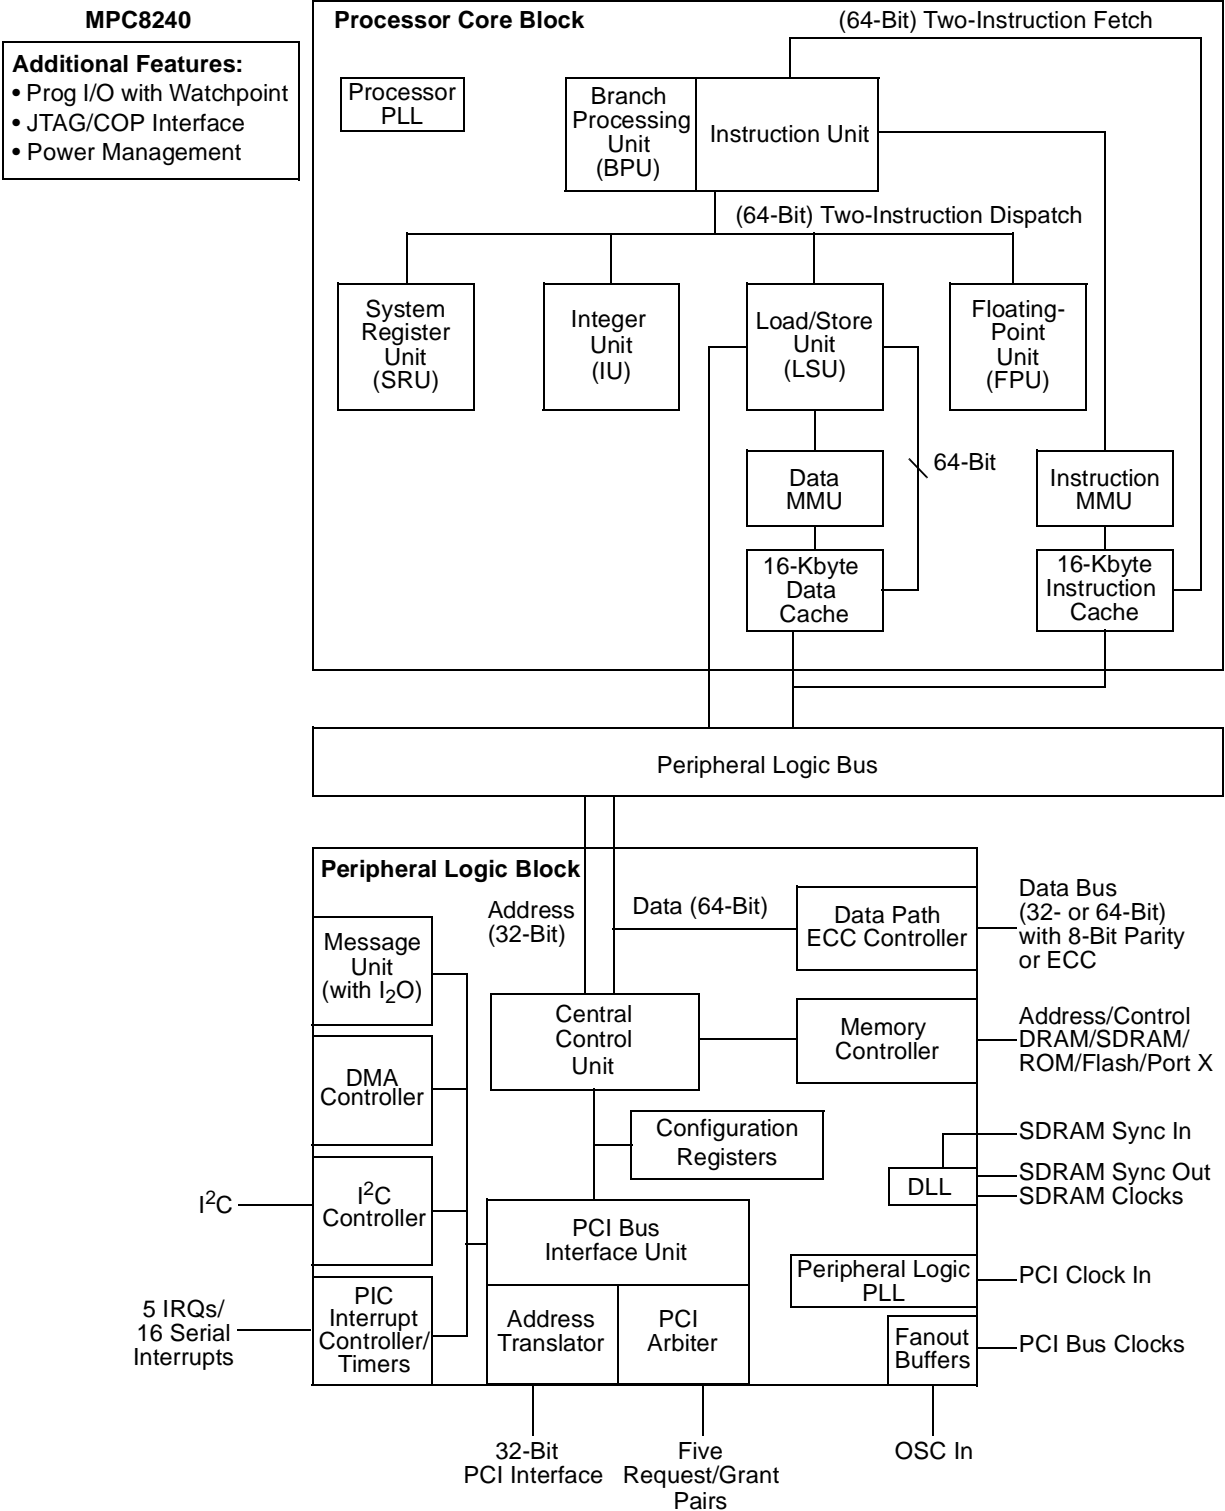 MPC8240
Additional Features:
• Prog I/O with Watchpoint
• JTAG/COP Interface
• Power Management
Processor Core Block
(64-Bit) Two-Instruction Fetch
Processor
PLL
Branch
Processing
Unit
(BPU)
Instruction Unit
(64-Bit) Two-Instruction Dispatch
System
Register
Unit
(SRU)
Integer
Unit
(IU)
Load/Store
Unit
(LSU)
Floating-
Point
Unit
(FPU)
64-Bit
Data
MMU
Instruction
MMU
16-Kbyte
Data
Cache
16-Kbyte
Instruction
Cache
Peripheral Logic Bus
Peripheral Logic Block
Address
(32-Bit)
Data (64-Bit)
Data Path
ECC Controller
Data Bus
(32- or 64-Bit)
with 8-Bit Parity
or ECC
Message
Unit
(with I2O)
Central
Control
Unit
Memory
Controller
Address/Control
DRAM/SDRAM/
ROM/Flash/Port X
DMA
Controller
Configuration
Registers
SDRAM Sync In
DLL
SDRAM Sync Out
SDRAM Clocks
I2C
I2C
Controller
PCI Bus
Interface Unit
Peripheral Logic
PLL
PCI Clock In
5 IRQs/
16 Serial
Interrupts
PIC
Interrupt
Controller/
Timers
Address
Translator
PCI
Arbiter
Fanout
Buffers
PCI Bus Clocks
32-Bit
PCI Interface
Five
Request/Grant
Pairs
OSC In